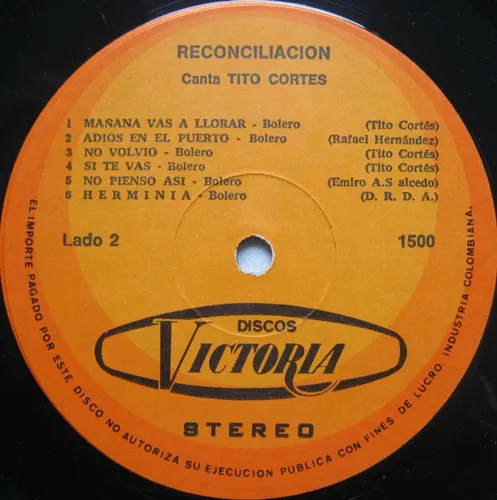 RECONCILIACION
Canta TITO CORTES
1 MAÑANA VAS A LLORAR - Bolero (Tito Cortés)
2 ADIOS EN EL PUERTO - Bolero (Rafael Hernández)
3 NO VOLVIO - Bolero (Tito Cortés)
4 SI TE VAS - Bolero (Tito Cortés)
5 NO PIENSO ASI - Bolero (Emiro A.S alcedo)
6 HERMINIA - Bolero (D. R. D. A.)
Lado 2 1500
DISCOS
VICTORIA
STEREO
EL IMPORTE PAGADO POR ESTE DISCO NO AUTORIZA SU EJECUCION PUBLICA CON FINES DE LUCRO. INDUSTRIA COLOMBIANA.